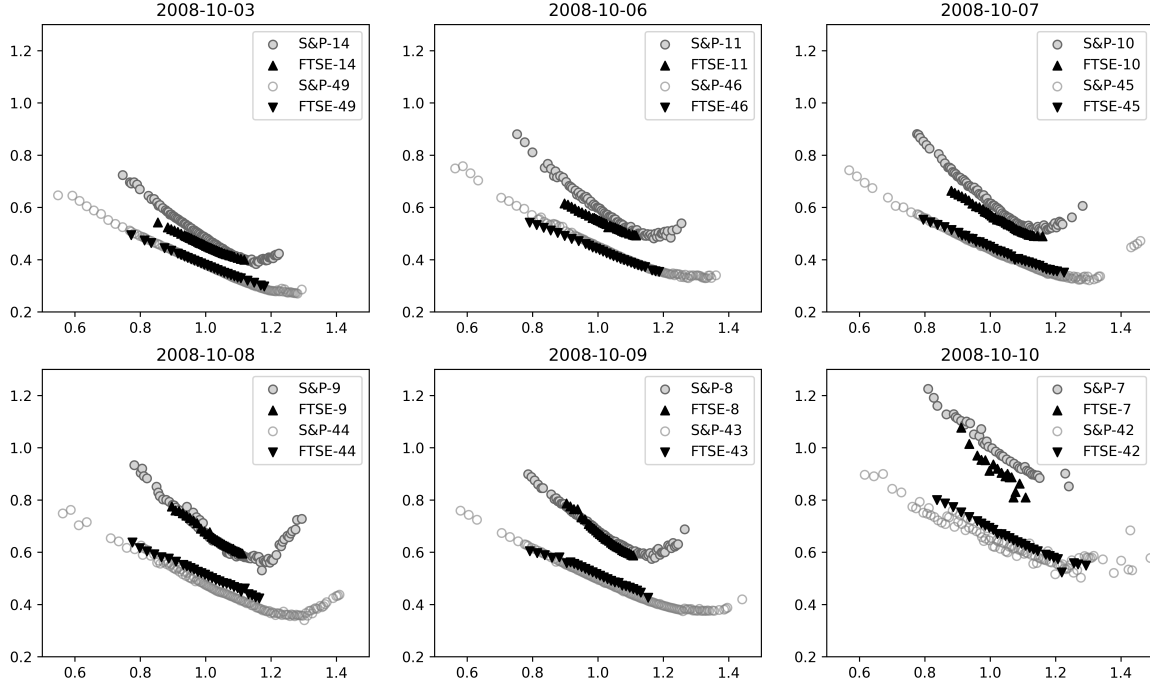 2008-10-03
1.2
1.0
0.8
0.6
0.4
0.2
0.6 0.8 1.0 1.2 1.4
S&P-14
FTSE-14
S&P-49
FTSE-49
2008-10-06
1.2
1.0
0.8
0.6
0.4
0.2
0.6 0.8 1.0 1.2 1.4
S&P-11
FTSE-11
S&P-46
FTSE-46
2008-10-07
1.2
1.0
0.8
0.6
0.4
0.2
0.6 0.8 1.0 1.2 1.4
S&P-10
FTSE-10
S&P-45
FTSE-45
2008-10-08
1.2
1.0
0.8
0.6
0.4
0.2
0.6 0.8 1.0 1.2 1.4
S&P-9
FTSE-9
S&P-44
FTSE-44
2008-10-09
1.2
1.0
0.8
0.6
0.4
0.2
0.6 0.8 1.0 1.2 1.4
S&P-8
FTSE-8
S&P-43
FTSE-43
2008-10-10
1.2
1.0
0.8
0.6
0.4
0.2
0.6 0.8 1.0 1.2 1.4
S&P-7
FTSE-7
S&P-42
FTSE-42